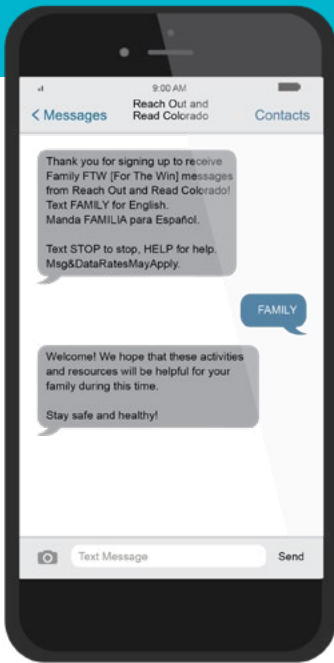 9:00 AM
< Messages
Reach Out and
Read Colorado
Contacts
Thank you for signing up to receive
Family FTW [For The Win] messages
from Reach Out and Read Colorado!
Text FAMILY for English.
Manda FAMILIA para Español.
Text STOP to stop, HELP for help.
Msg&DataRatesMayApply.
FAMILY
Welcome! We hope that these activities
and resources will be helpful for your
family during this time.
Stay safe and healthy!
Text Message
Send